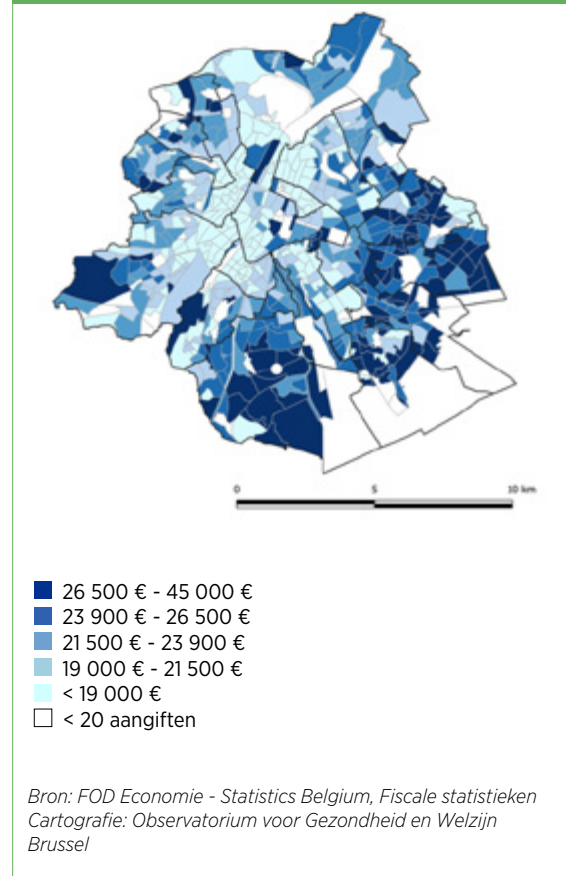 0 5 10 km
26 500 € - 45 000 €
23 900 € - 26 500 €
21 500 € - 23 900 €
19 000 € - 21 500 €
< 19 000 €
< 20 aangiften
Bron: FOD Economie - Statistics Belgium, Fiscale statistieken
Cartografie: Observatorium voor Gezondheid en Welzijn
Brussel